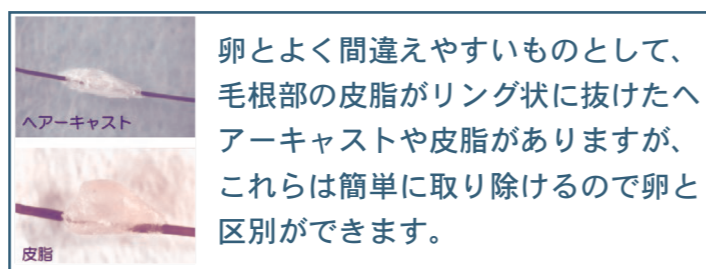 ヘアーキャスト
皮脂
卵とよく間違えやすいものとして、
毛根部の皮脂がリング状に抜けたヘ
アーキャストや皮脂がありますが、
これらは簡単に取り除けるので卵と
区別ができます。